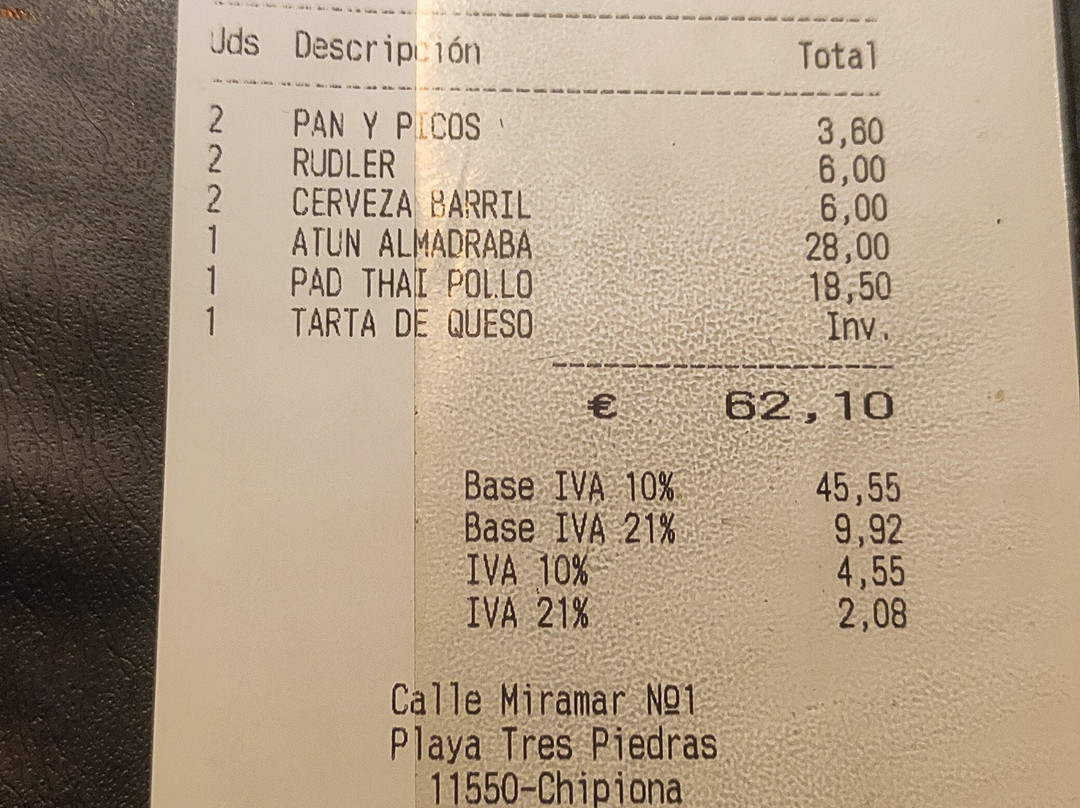 Uds Descripción Total
2 PAN Y PICOS 3,60
2 RUDLER 6,00
2 CERVEZA BARRIL 6,00
1 ATUN ALMADRABA 28,00
1 PAD THAI POLLO 18,50
1 TARTA DE QUESO Inv.
€ 62,10
Base IVA 10% 45,55
Base IVA 21% 9,92
IVA 10% 4,55
IVA 21% 2,08
Calle Miramar Nº1
Playa Tres Piedras
11550-Chipiona